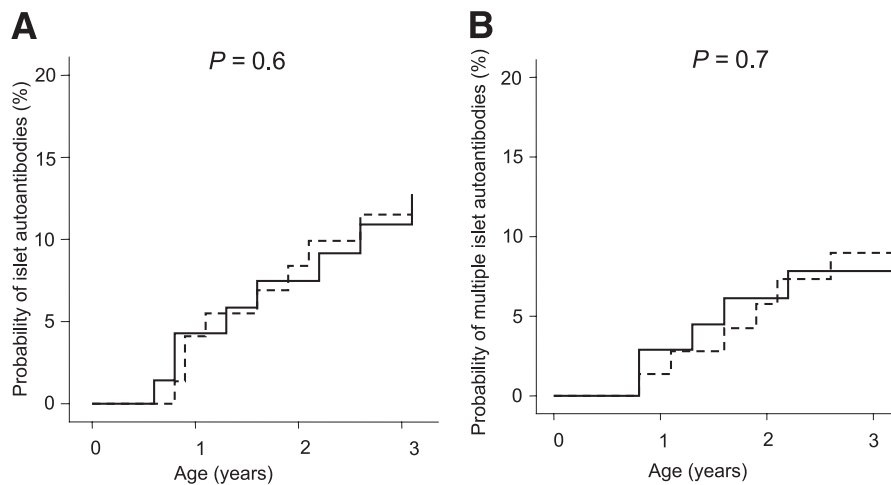 A
P = 0.6
Probability of islet autoantibodies (%)
20
15
10
5
0
0 1 2 3
Age (years)
B
P = 0.7
Probability of multiple islet autoantibodies (%)
20
15
10
5
0
0 1 2 3
Age (years)